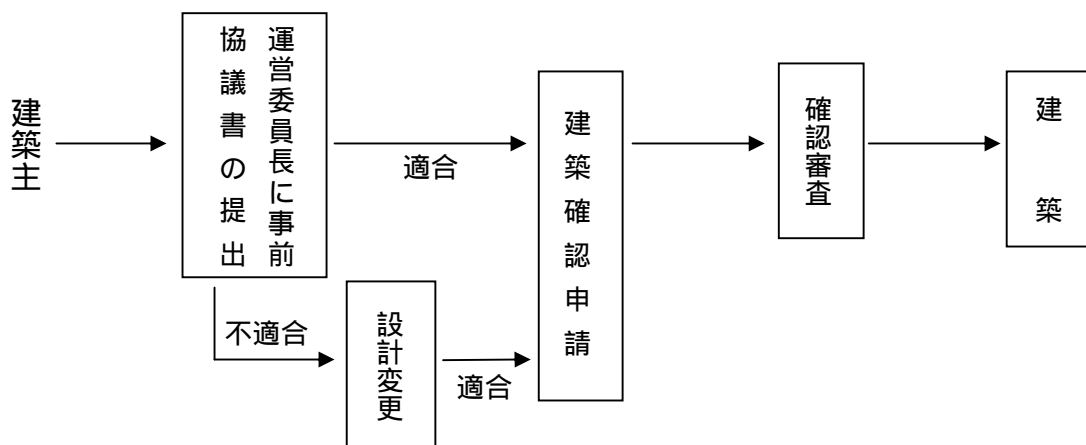 建築主
運営委員長に事前
協議書の提出
適合
不適合
設計変更
適合
建築確認申請
確認審査
建築